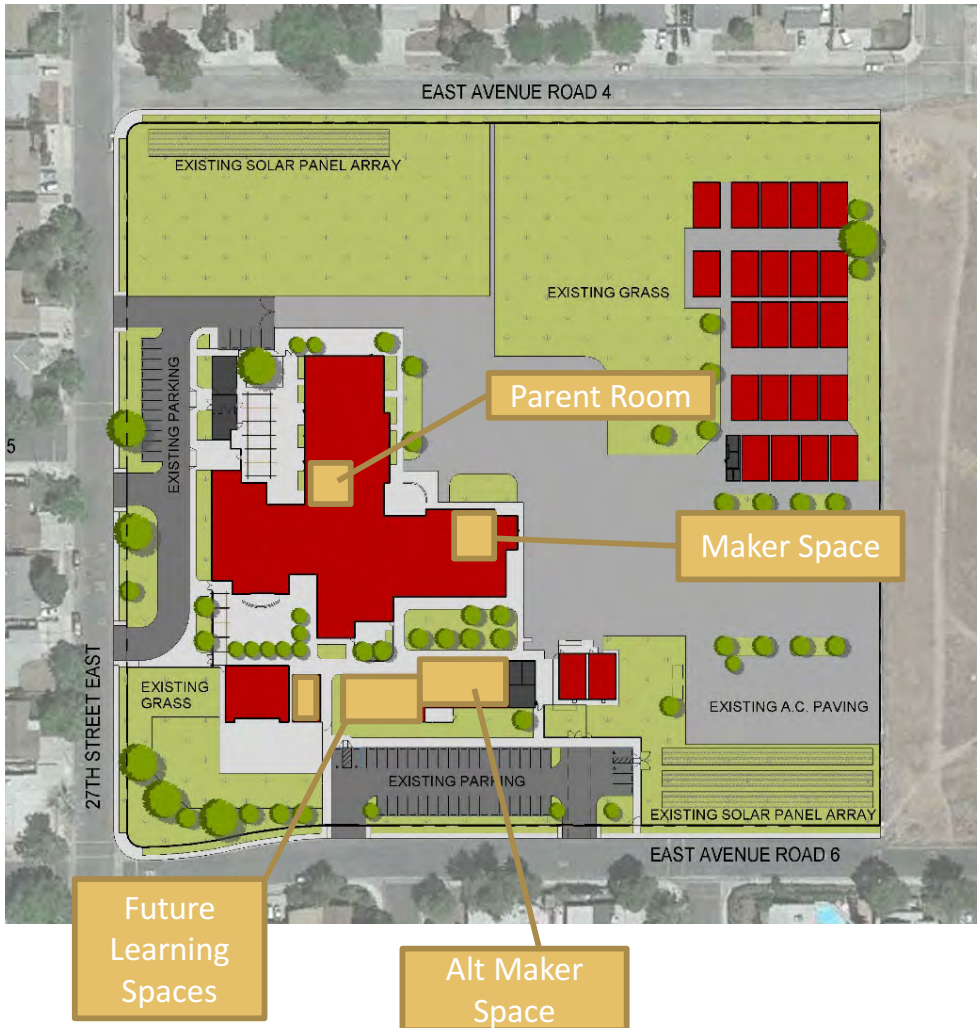 EAST AVENUE ROAD 4
EXISTING SOLAR PANEL ARRAY
EXISTING GRASS
EXISTING PARKING
Parent Room
5
Maker Space
EXISTING
GRASS
27TH STREET EAST
EXISTING A.C. PAVING
EXISTING PARKING
EXISTING SOLAR PANEL ARRAY
EAST AVENUE ROAD 6
Future
Learning
Spaces
Alt Maker
Space